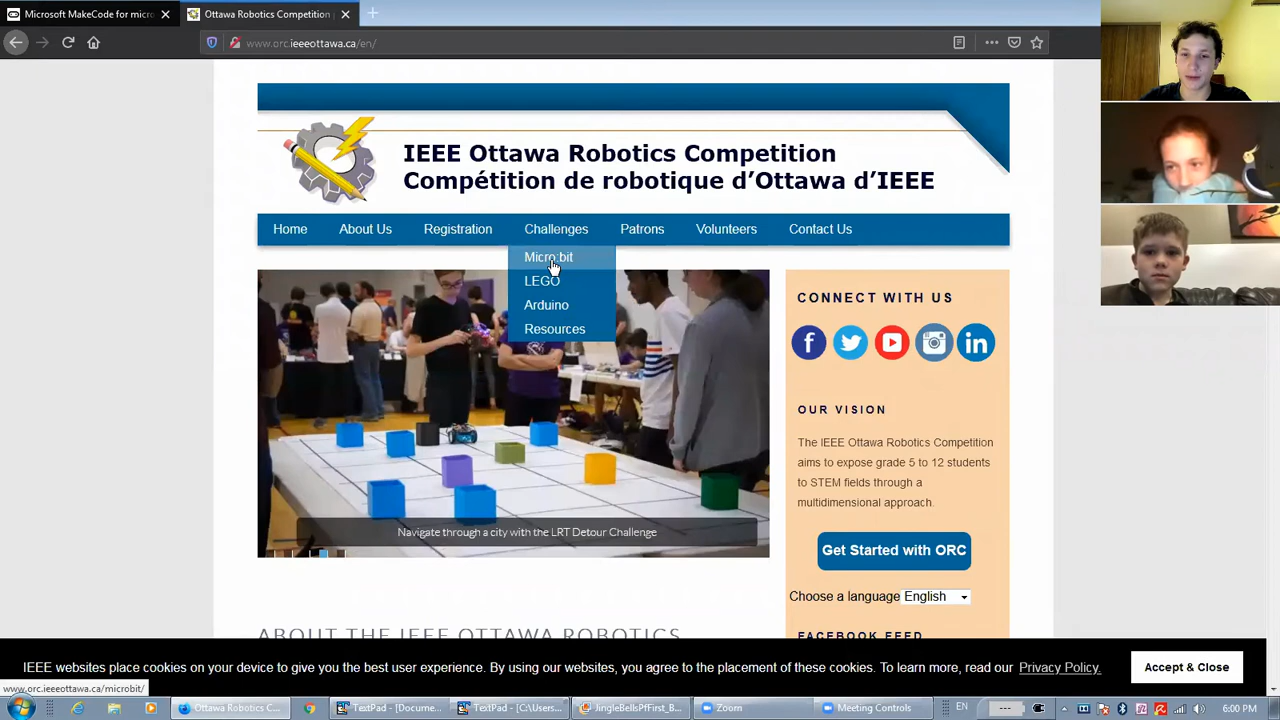 Microsoft MakeCode for micro
Ottawa Robotics Competition
www.orc.ieeeottawa.ca/en/
IEEE Ottawa Robotics Competition
Compétition de robotique d'Ottawa d'IEEE
Home About Us Registration Challenges Patrons Volunteers Contact Us
Micro:bit
LEGO
Arduino
Resources
Navigate through a city with the LRT Detour Challenge
CONNECT WITH US
OUR VISION
The IEEE Ottawa Robotics Competition
aims to expose grade 5 to 12 students
to STEM fields through a
multidimensional approach.
Get Started with ORC
Choose a language English
FACEBOOK FEED
ABOUT THE IEEE OTTAWA ROBOTICS
IEEE websites place cookies on your device to give you the best user experience. By using our websites, you agree to the placement of these cookies. To learn more, read our Privacy Policy.
Accept & Close
www.orc.ieeeottawa.ca/microbit/
Ottawa Robotics C...
TextPad - [Docume...
TextPad - [C:\Users...
JingleBellsPfFirst_B...
Zoom
Meeting Controls
EN
6:00 PM